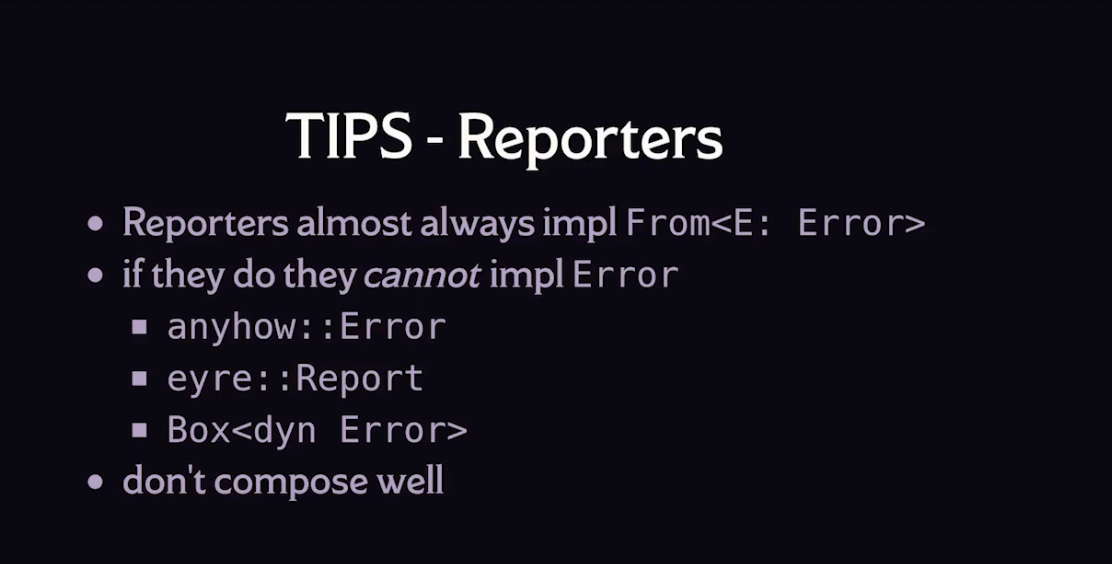 TIPS - Reporters
• Reporters almost always impl From<E: Error>
• if they do they cannot impl Error
▪ anyhow::Error
▪ eyre::Report
▪ Box<dyn Error>
• don't compose well